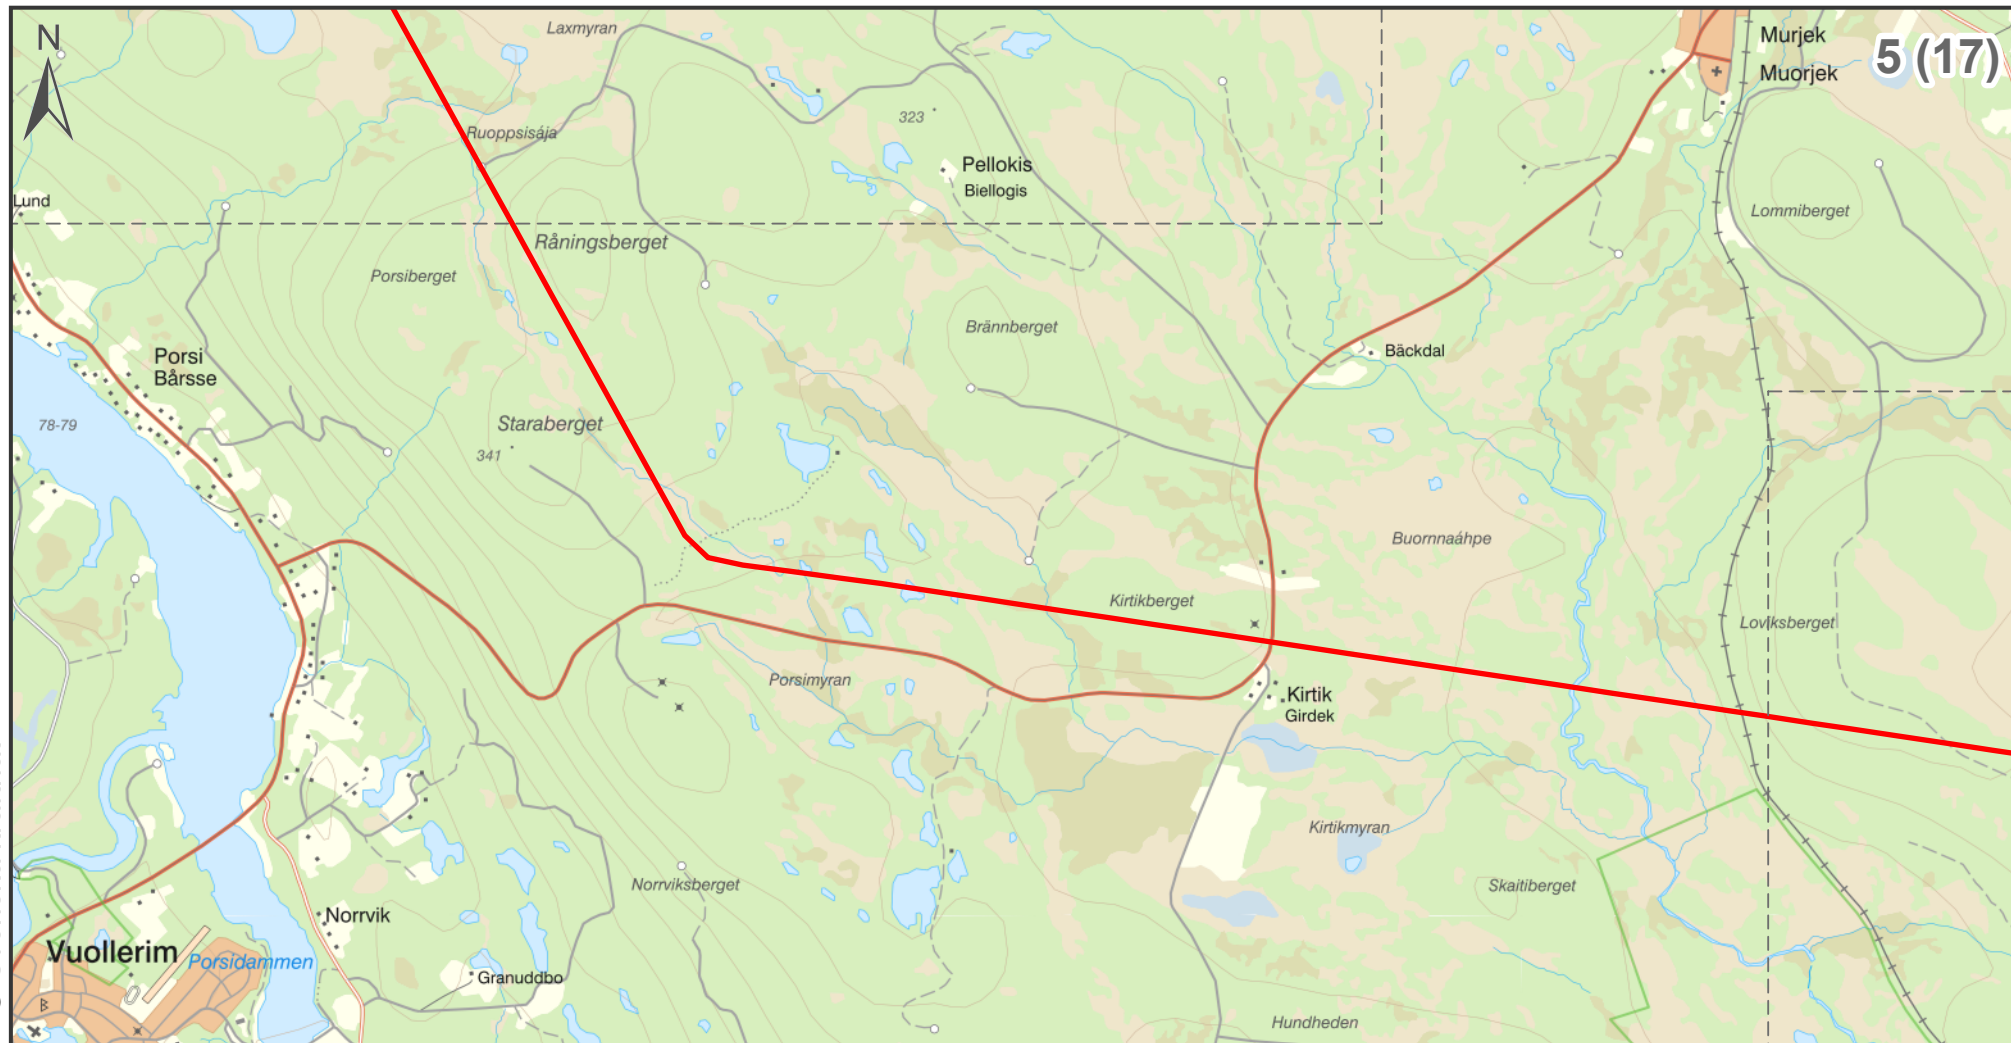 N
Laxmyran
Murjek
Muorjek
5 (17)
323
Ruoppsisája
Pellokis
Biellogis
Lund
Lommiberget
Råningsberget
Porsiberget
Brännberget
Bäckdal
Porsi
Bårsse
78-79
Staraberget
341
Buornnaáhpe
Kirtikberget
Loviksberget
Porsimyran
Kirtik
Girdek
Kirtikmyran
Norrviksberget
Skaitiberget
Norrvik
Vuollerim
Porsidammen
Granuddbo
Hundheden